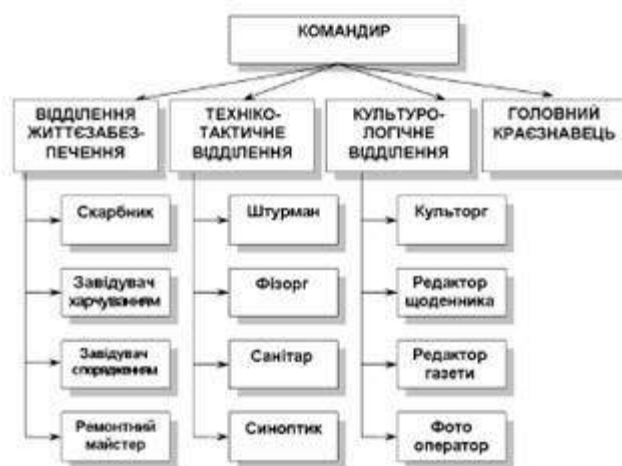 КОМАНДИР
ВІДДІЛЕННЯ
ЖИТТЄЗАБЕЗ-
ПЕЧЕННЯ
ТЕХНІКО-
ТАКТИЧНЕ
ВІДДІЛЕННЯ
КУЛЬТУРО-
ЛОГІЧНЕ
ВІДДІЛЕННЯ
ГОЛОВНИЙ
КРАЄЗНАВЕЦЬ
Скарбник
Завідувач
харчуванням
Завідувач
спорядженням
Ремонтний
майстер
Штурман
Фізорг
Санітар
Синоптик
Культорг
Редактор
щоденника
Редактор
газети
Фото
оператор